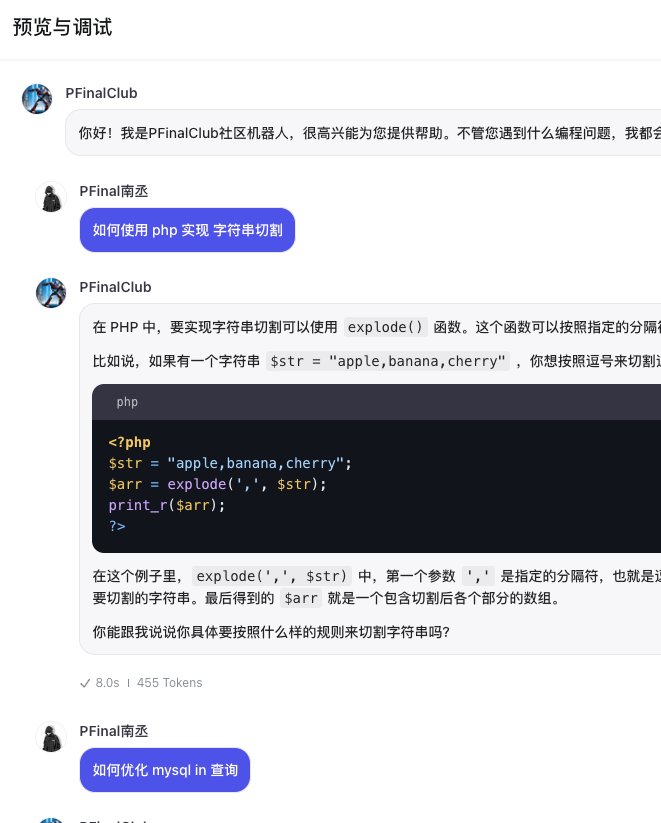 预览与调试
PFinalClub
你好！我是PFinalClub社区机器人，很高兴能为您提供帮助。不管您遇到什么编程问题，我都会
PFinal南丞
如何使用 php 实现 字符串切割
PFinalClub
在 PHP 中，要实现字符串切割可以使用 explode() 函数。这个函数可以按照指定的分隔符
比如说，如果有一个字符串 $str = "apple,banana,cherry" ，你想按照逗号来切割
php
<?php
$str = "apple,banana,cherry";
$arr = explode(',', $str);
print_r($arr);
?>
在这个例子里， explode(',', $str) 中，第一个参数 ',' 是指定的分隔符，也就是逗
要切割的字符串。最后得到的 $arr 就是一个包含切割后各个部分的数组。
你能跟我说说你具体要按照什么样的规则来切割字符串吗?
8.0s | 455 Tokens
PFinal南丞
如何优化 mysql in 查询